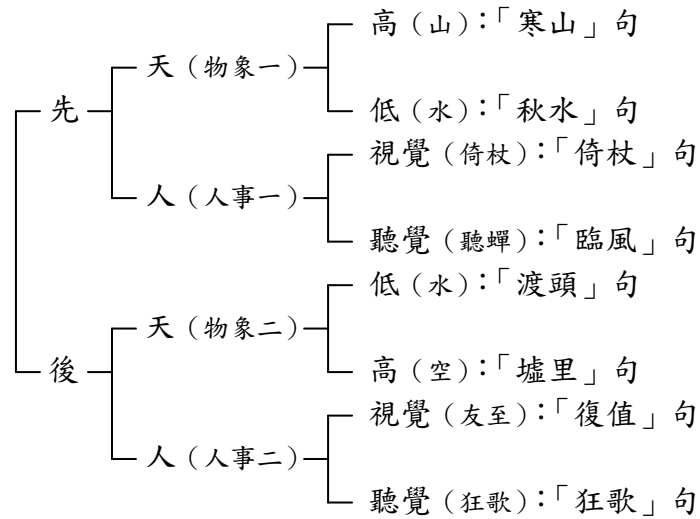 高（山）：「寒山」句
天（物象一）
低（水）：「秋水」句
先
視覺（倚杖）：「倚杖」句
人（人事一）
聽覺（聽蟬）：「臨風」句
低（水）：「渡頭」句
天（物象二）
高（空）：「墟里」句
後
視覺（友至）：「復值」句
人（人事二）
聽覺（狂歌）：「狂歌」句